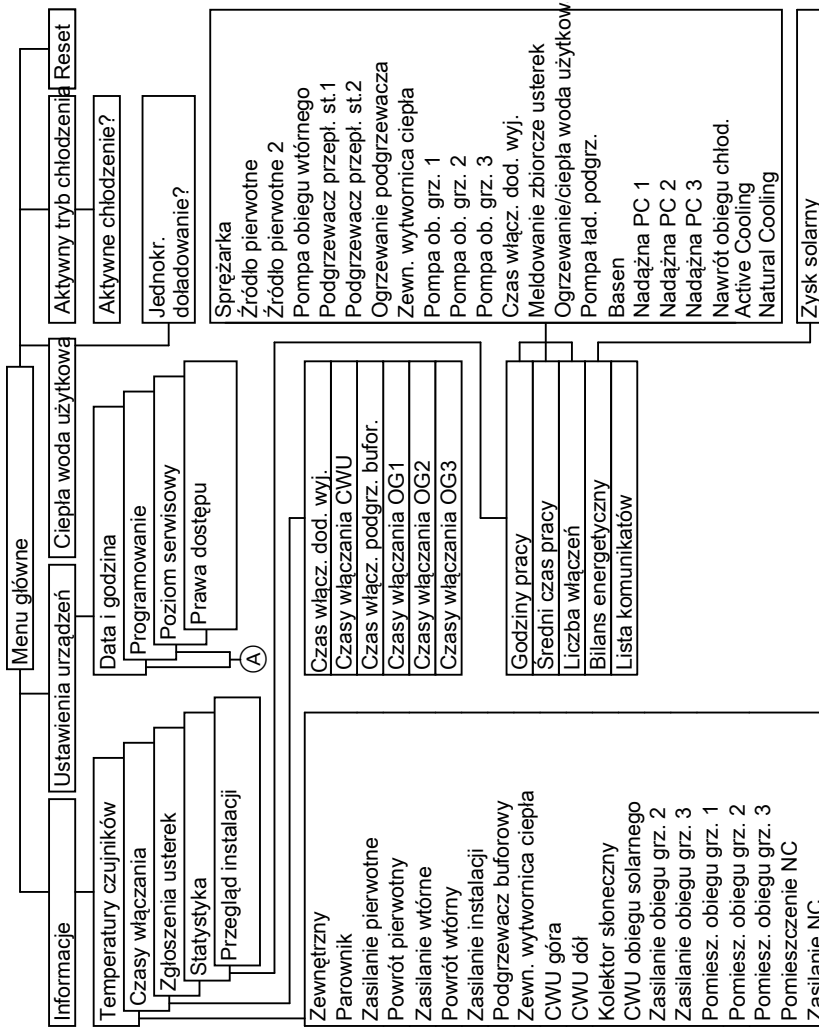 Menu główne
Informacje
Ustawienia urządzeń
Ciepła woda użytkowa
Aktywny tryb chłodzenia
Reset
Temperatury czujników
Czasy włączania
Zgłoszenia usterek
Statystyka
Przegląd instalacji
Data i godzina
Programowanie
Poziom serwisowy
Prawa dostępu
A
Jednokr.
doładowanie?
Aktywne chłodzenie?
Zewnętrzny
Parownik
Zasilanie pierwotne
Powrót pierwotny
Zasilanie wtórne
Powrót wtórny
Zasilanie instalacji
Podgrzewacz buforowy
Zewn. wytwornica ciepła
CWU góra
CWU dół
Kolektor słoneczny
CWU obiegu solarnego
Zasilanie obiegu grz. 2
Zasilanie obiegu grz. 3
Pomiesz. obiegu grz. 1
Pomiesz. obiegu grz. 2
Pomiesz. obiegu grz. 3
Pomieszczenie NC
Zasilanie NC
Czas włącz. dod. wyj.
Czasy włączania CWU
Czas włącz. podgrz. bufor.
Czasy włączania OG1
Czasy włączania OG2
Czasy włączania OG3
Godziny pracy
Średni czas pracy
Liczba włączeń
Bilans energetyczny
Lista komunikatów
Sprężarka
Źródło pierwotne
Źródło pierwotne 2
Pompa obiegu wtórnego
Podgrzewacz przepł. st.1
Podgrzewacz przepł. st.2
Ogrzewanie podgrzewacza
Zewn. wytwornica ciepła
Pompa ob. grz. 1
Pompa ob. grz. 2
Pompa ob. grz. 3
Czas włącz. dod. wyj.
Meldowanie zbiorcze usterek
Ogrzewanie/ciepła woda użytkow
Pompa ład. podgrz.
Basen
Nadążna PC 1
Nadążna PC 2
Nadążna PC 3
Nawrót obiegu chłod.
Active Cooling
Natural Cooling
Zysk solarny